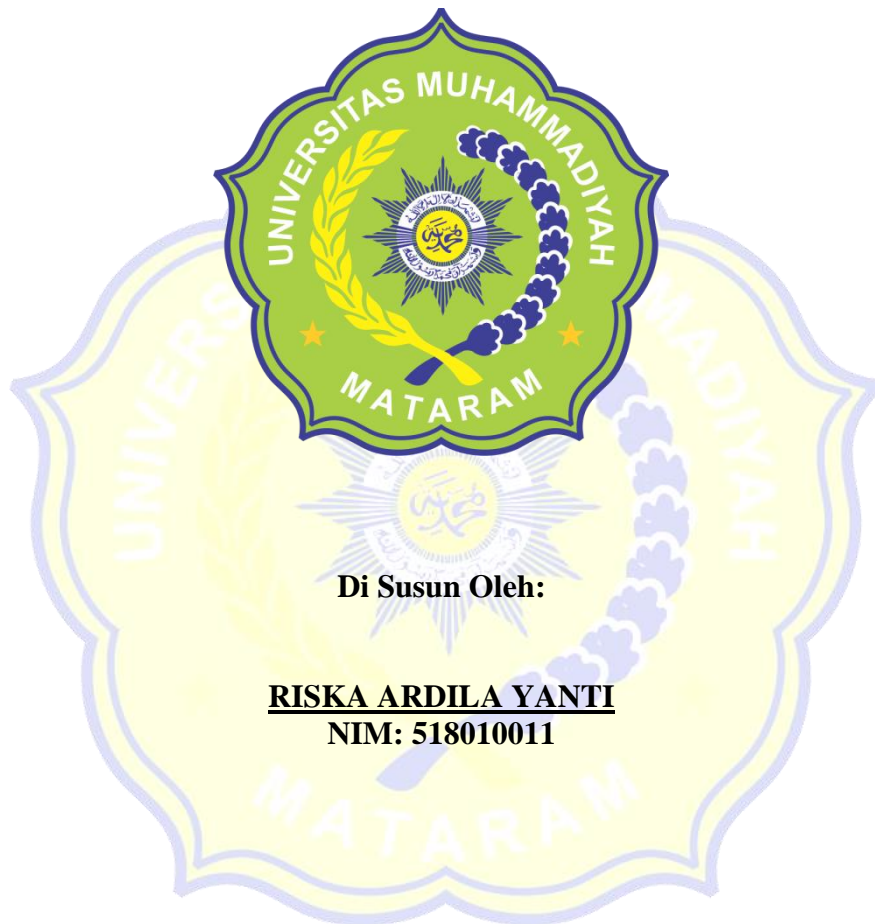 UNIVERSITAS MUHAMMADIYAH
MATARAM
Di Susun Oleh:
RISKA ARDILA YANTI
NIM: 518010011